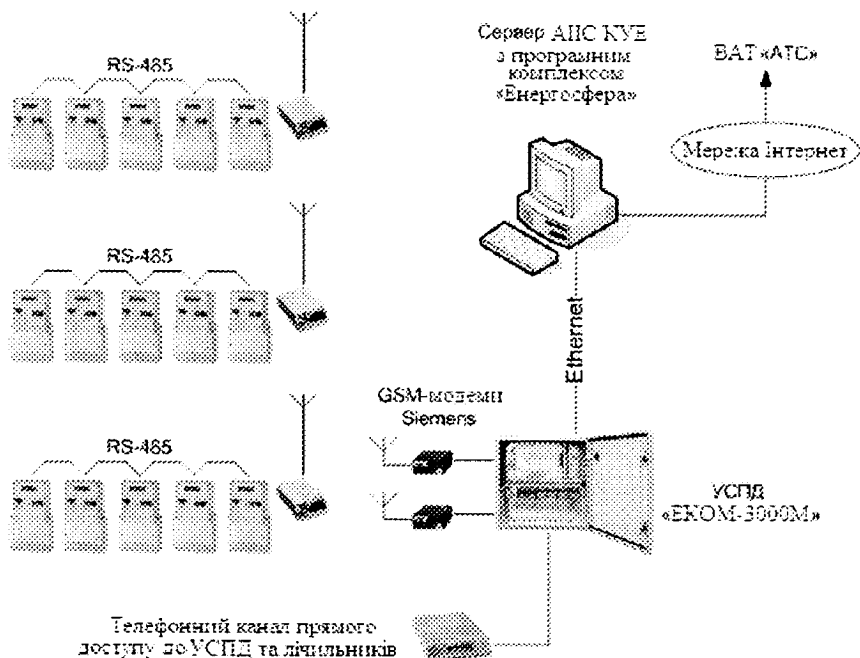 RS-485
Сервер АІІС КУЕ
з програмним
комплексом
«Енергосфера»
ВАТ «АТС»
Мережа Інтернет
RS-485
Ethernet
GSM-модеми
Siemens
RS-485
УСПД
«ЕКОМ-3000М»
Телефонний канал прямого
доступу до УСПД та лічильників